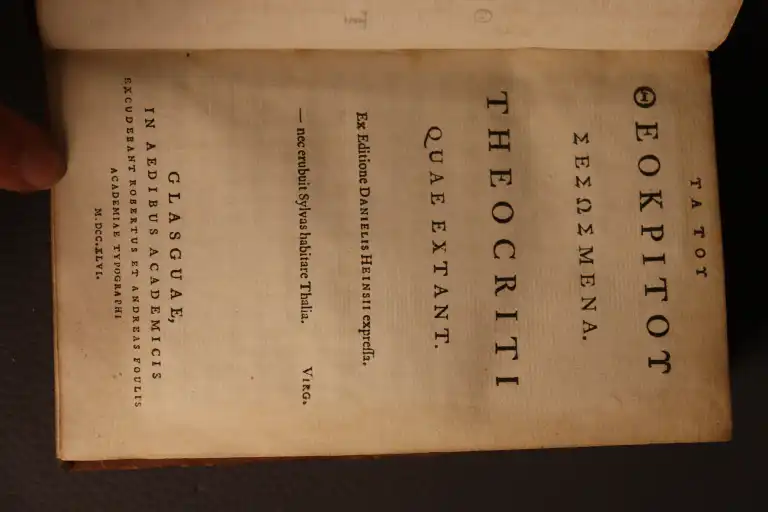 ΤΑ ΤΟΥ
ΘΕΟΚΡΙΤΟΥ
ΣΕΣΩΣΜΕΝΑ.
THEOCRITI
QUAE EXTANT.
Ex Editione DANIELIS HEINSII expreſſa.
— nec erubuit Sylvas habitare Thalia. VIRG.
GLASGUAE,
IN AEDIBUS ACADEMICIS
EXCUDEBANT ROBERTUS ET ANDREAS FOULIS
ACADEMIAE TYPOGRAPHI
M.DCC.XLVI.